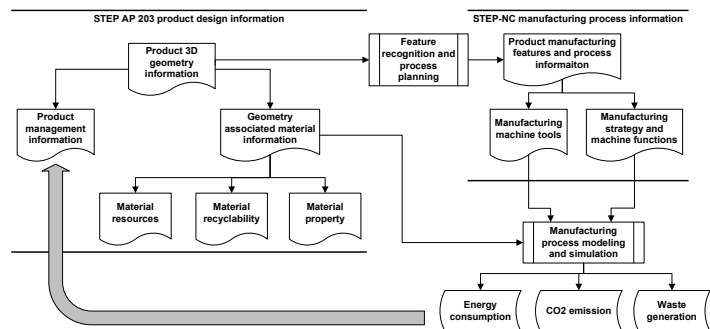 STEP AP 203 product design information
STEP-NC manufacturing process information
Product 3D
geometry
information
Feature
recognition and
process
planning
Product manufacturing
features and process
informaiton
Product
management
information
Geometry
associated material
information
Manufacturing
machine tools
Manufacturing
strategy and
machine functions
Material
resources
Material
recyclability
Material
property
Manufacturing
process modeling
and simulation
Energy
consumption
CO2 emission
Waste
generation